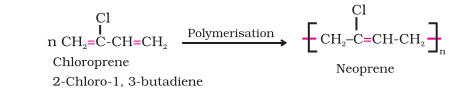 Cl Cl
n CH₂=C-CH=CH₂ Polymerisation CH₂–C=CH-CH₂ n
Chloroprene Neoprene
2-Chloro-1, 3-butadiene